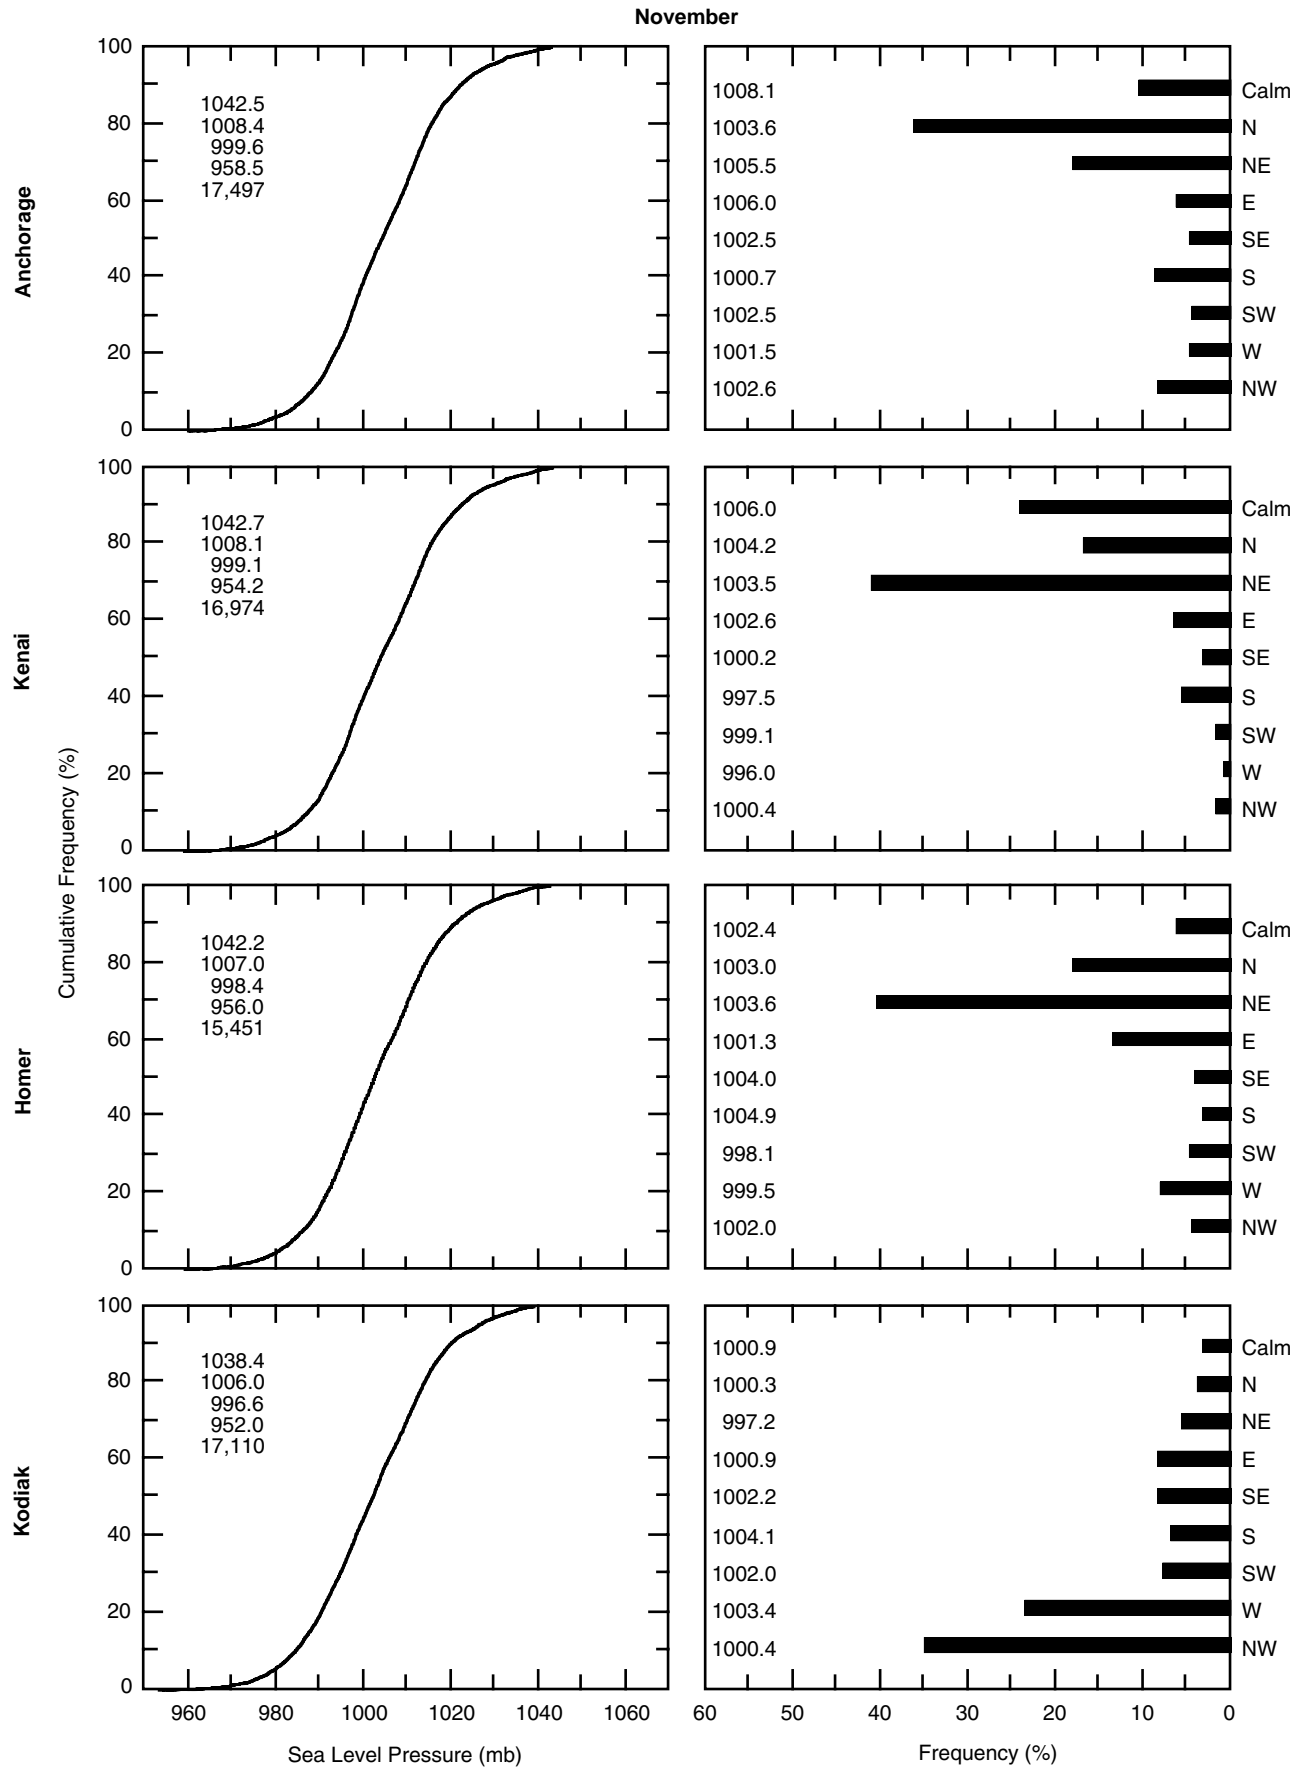 November
Anchorage
100
80
60
40
20
0
1042.5
1008.4
999.6
958.5
17,497
1008.1 Calm
1003.6 N
1005.5 NE
1006.0 E
1002.5 SE
1000.7 S
1002.5 SW
1001.5 W
1002.6 NW
Kenai
100
80
60
40
20
0
1042.7
1008.1
999.1
954.2
16,974
1006.0 Calm
1004.2 N
1003.5 NE
1002.6 E
1000.2 SE
997.5 S
999.1 SW
996.0 W
1000.4 NW
Cumulative Frequency (%)
Homer
100
80
60
40
20
0
1042.2
1007.0
998.4
956.0
15,451
1002.4 Calm
1003.0 N
1003.6 NE
1001.3 E
1004.0 SE
1004.9 S
998.1 SW
999.5 W
1002.0 NW
Kodiak
100
80
60
40
20
0
1038.4
1006.0
996.6
952.0
17,110
1000.9 Calm
1000.3 N
997.2 NE
1000.9 E
1002.2 SE
1004.1 S
1002.0 SW
1003.4 W
1000.4 NW
960 980 1000 1020 1040 1060
Sea Level Pressure (mb)
60 50 40 30 20 10 0
Frequency (%)